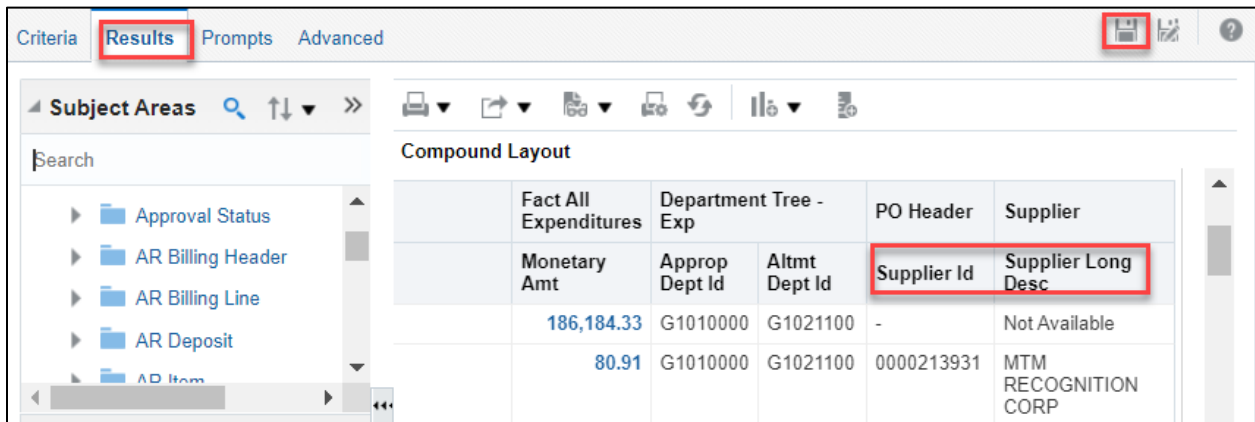 Criteria Results Prompts Advanced
Subject Areas
Search
Approval Status
AR Billing Header
AR Billing Line
AR Deposit
AR Item
Compound Layout
Fact All Expenditures Department Tree - Exp PO Header Supplier
Monetary Amt Approp Dept Id Altmt Dept Id Supplier Id Supplier Long Desc
186,184.33 G1010000 G1021100 - Not Available
80.91 G1010000 G1021100 0000213931 MTM RECOGNITION CORP